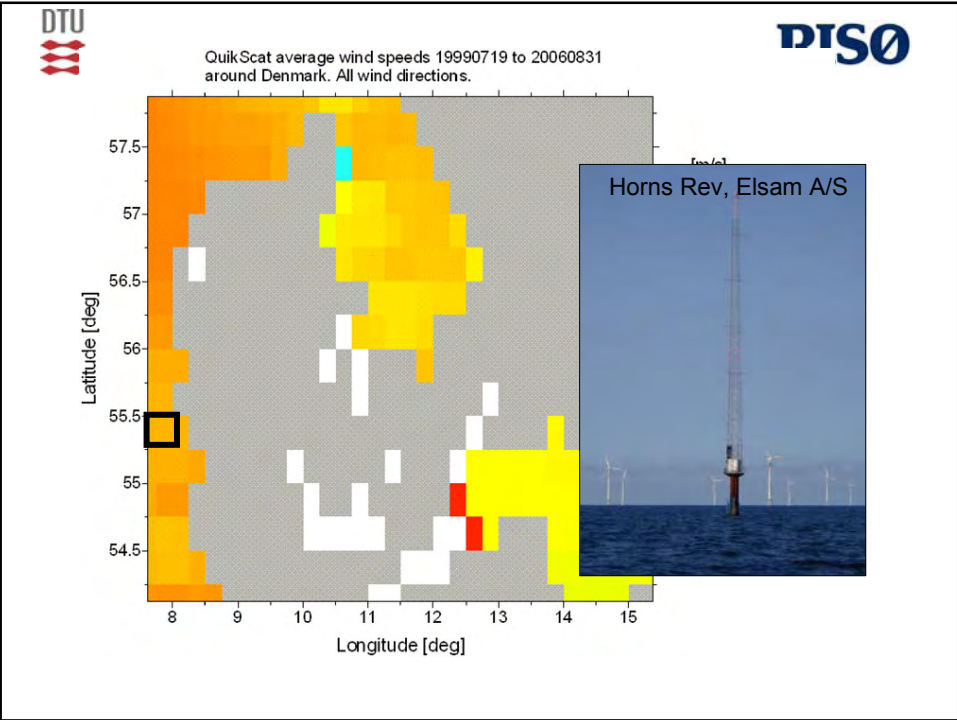 DTU
QuikScat average wind speeds 19990719 to 20060831
around Denmark. All wind directions.
RISØ
[m/s]
Horns Rev, Elsam A/S
57.5
57
56.5
56
55.5
55
54.5
Latitude [deg]
8 9 10 11 12 13 14 15
Longitude [deg]